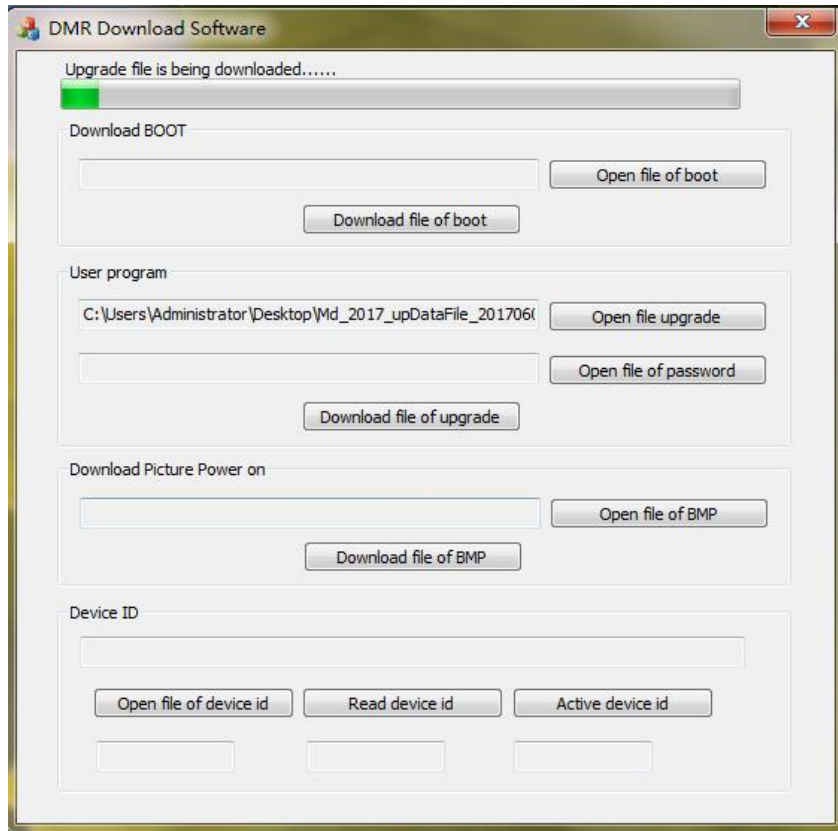 DMR Download Software
Upgrade file is being downloaded......
Download BOOT
Open file of boot
Download file of boot
User program
C:\Users\Administrator\Desktop\Md_2017_upDataFile_201706(
Open file upgrade
Open file of password
Download file of upgrade
Download Picture Power on
Open file of BMP
Download file of BMP
Device ID
Open file of device id Read device id Active device id